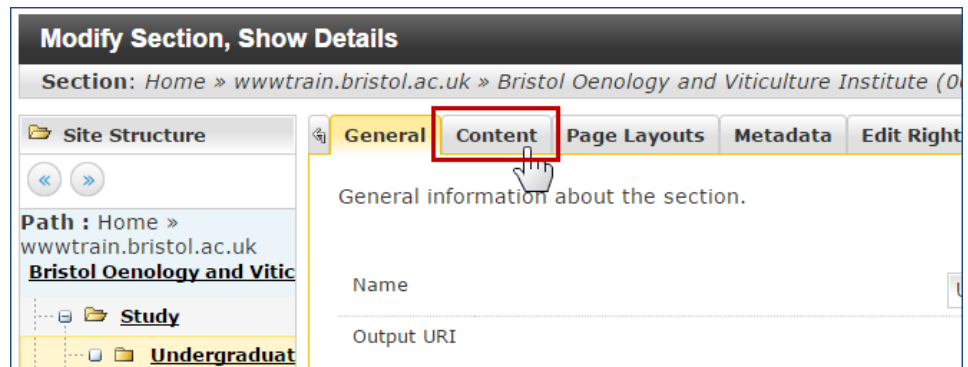 Modify Section, Show Details
Section: Home » wwwtrain.bristol.ac.uk » Bristol Oenology and Viticulture Institute
Site Structure
General Content Page Layouts Metadata Edit Right
« »
General information about the section.
Path : Home »
wwwtrain.bristol.ac.uk
Bristol Oenology and Vitic
Name
Study
Output URI
Undergraduat